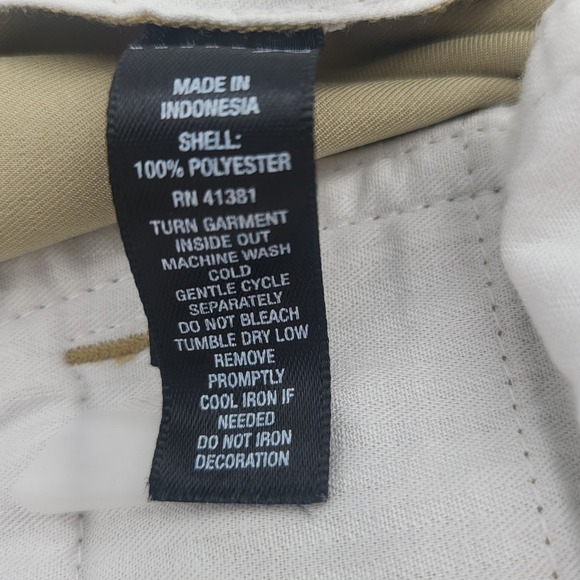 MADE IN
INDONESIA
SHELL:
100% POLYESTER
RN 41381
TURN GARMENT
INSIDE OUT
MACHINE WASH
COLD
GENTLE CYCLE
SEPARATELY
DO NOT BLEACH
TUMBLE DRY LOW
REMOVE
PROMPTLY
COOL IRON IF
NEEDED
DO NOT IRON
DECORATION